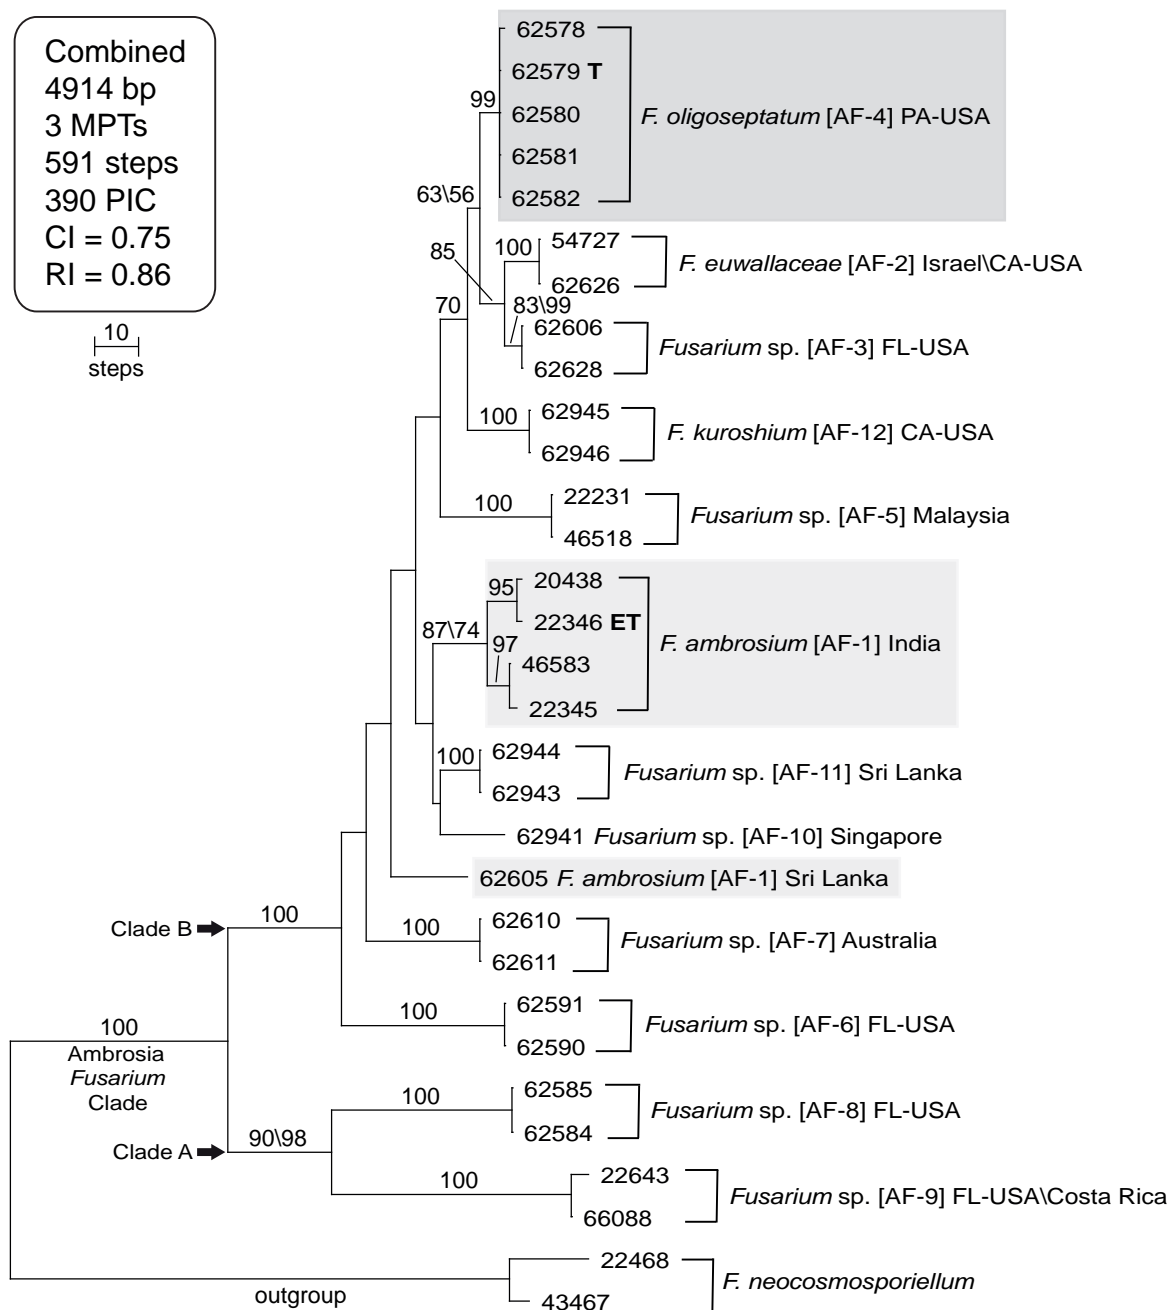 Combined
4914 bp
3 MPTs
591 steps
390 PIC
CI = 0.75
RI = 0.86
10
steps
62578
62579 T
99
62580
F. oligoseptatum [AF-4] PA-USA
62581
62582
63\56
54727
100
85
F. euwallaceae [AF-2] Israel\CA-USA
62626
83\99
70
62606
Fusarium sp. [AF-3] FL-USA
62628
62945
100
F. kuroshium [AF-12] CA-USA
62946
22231
100
Fusarium sp. [AF-5] Malaysia
46518
20438
95
22346 ET
87\74
F. ambrosium [AF-1] India
97
46583
22345
62944
100
Fusarium sp. [AF-11] Sri Lanka
62943
62941 Fusarium sp. [AF-10] Singapore
62605 F. ambrosium [AF-1] Sri Lanka
100
Clade B
62610
100
Fusarium sp. [AF-7] Australia
62611
62591
100
Fusarium sp. [AF-6] FL-USA
62590
100
Ambrosia
Fusarium
Clade
62585
100
Fusarium sp. [AF-8] FL-USA
62584
Clade A
90\98
22643
100
Fusarium sp. [AF-9] FL-USA\Costa Rica
66088
22468
F. neocosmosporiellum
outgroup
43467